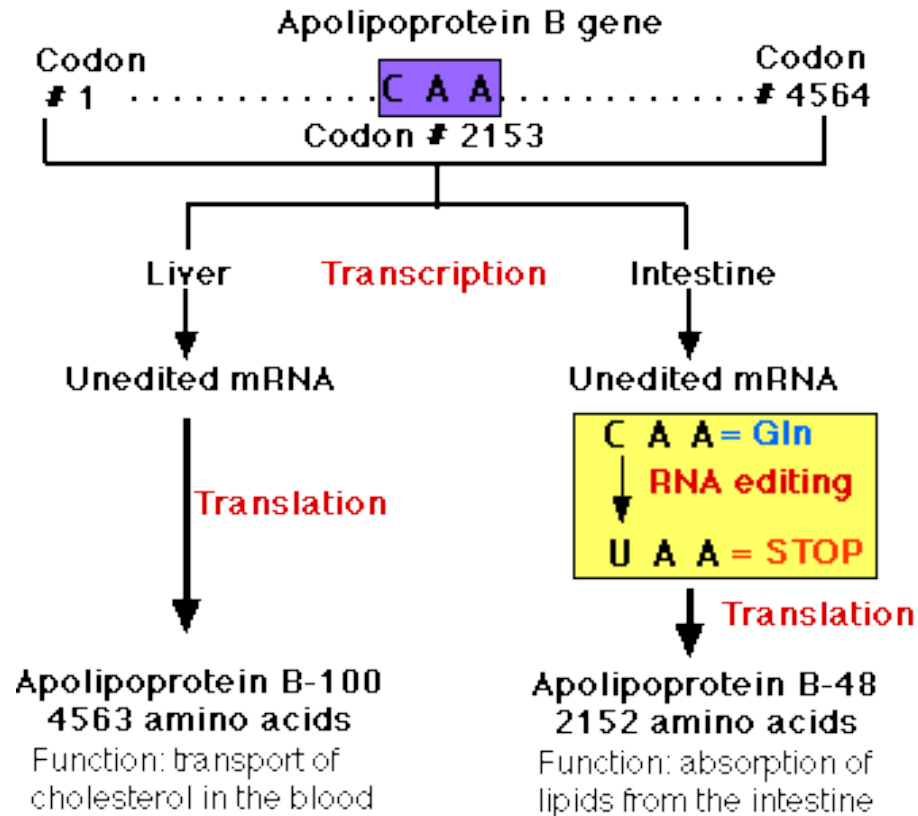 Apolipoprotein B gene
Codon
# 1 . . . . . . . . . . . . C A A . . . . . . . . . . . . # 4564
Codon
Codon # 2153
Liver
Transcription
Intestine
Unedited mRNA
Unedited mRNA
C A A = Gln
RNA editing
U A A = STOP
Translation
Translation
Apolipoprotein B-100
4563 amino acids
Function: transport of
cholesterol in the blood
Apolipoprotein B-48
2152 amino acids
Function: absorption of
lipids from the intestine